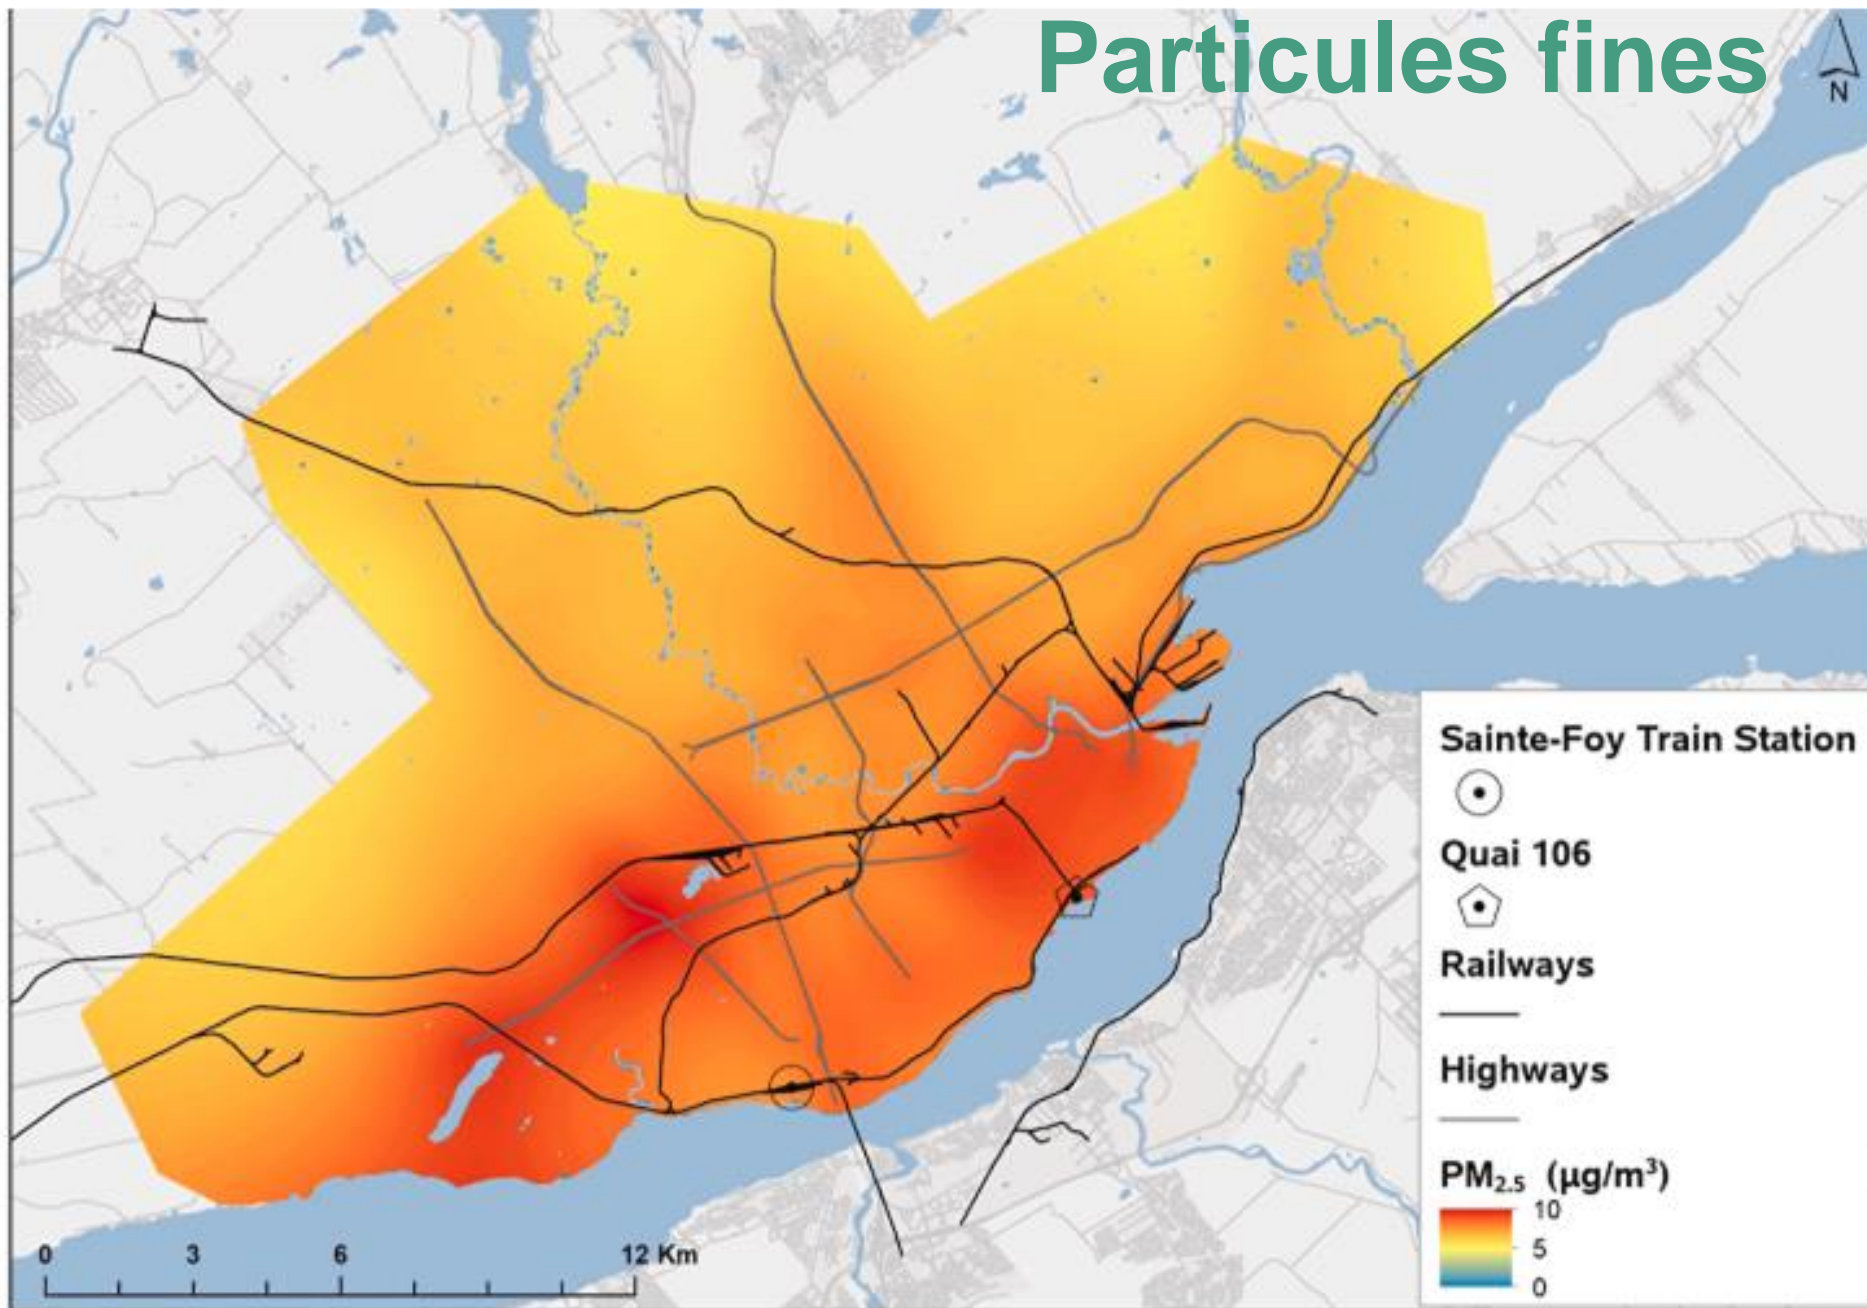 Particules fines
N
Sainte-Foy Train Station
Quai 106
Railways
Highways
PM₂.₅ (µg/m³)
10
5
0
0 3 6 12 Km